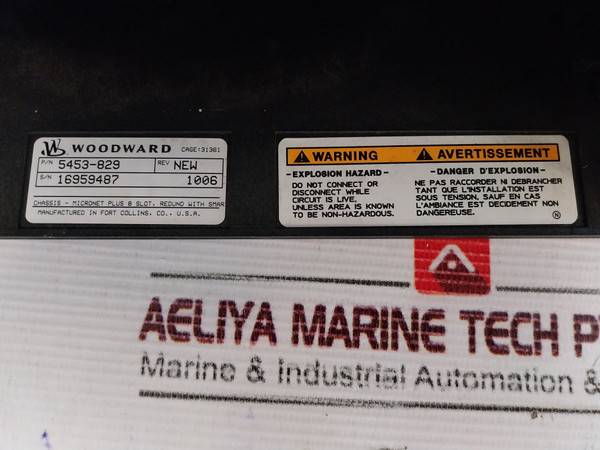 WOODWARD CAGE:31361
P/N 5453-829 REV NEW
S/N 16959487 1006
CHASSIS - MICRONET PLUS 8 SLOT, REDUND WITH SMAR
MANUFACTURED IN FORT COLLINS, CO., U.S.A.
WARNING
-EXPLOSION HAZARD-
DO NOT CONNECT OR
DISCONNECT WHILE
CIRCUIT IS LIVE.
UNLESS AREA IS KNOWN
TO BE NON-HAZARDOUS.
AVERTISSEMENT
-DANGER D'EXPLOSION-
NE PAS RACCORDER NI DEBRANCHER
TANT QUE L'INSTALLATION EST
SOUS TENSION, SAUF EN CAS
L'AMBIANCE EST DECIDEMENT NON
DANGEREUSE.
N
AELIYA MARINE TECH P
Marine & Industrial Automation &